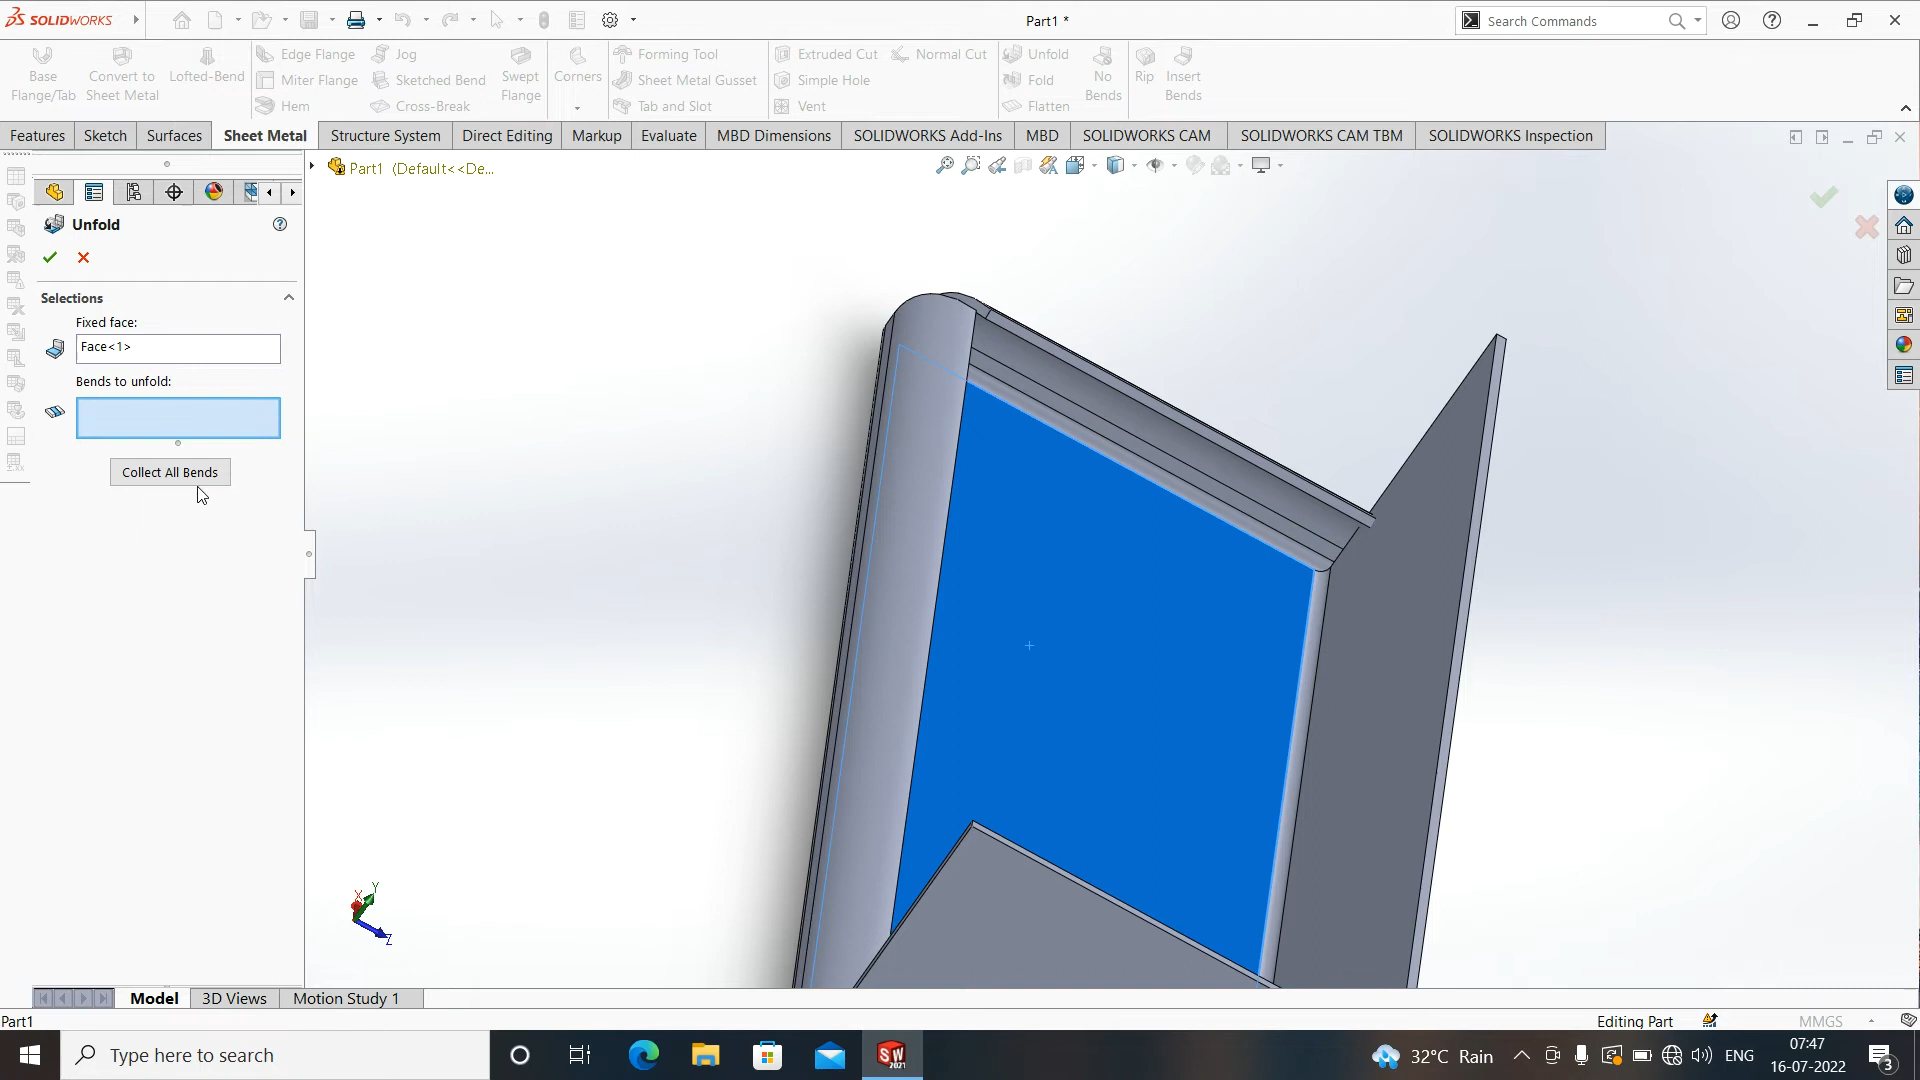 SOLIDWORKS
Part1 *
Search Commands
Base Flange/Tab
Convert to Sheet Metal
Lofted-Bend
Edge Flange
Miter Flange
Hem
Jog
Sketched Bend
Cross-Break
Swept Flange
Corners
Forming Tool
Sheet Metal Gusset
Tab and Slot
Extruded Cut
Simple Hole
Vent
Normal Cut
Unfold
Fold
Flatten
No Bends
Rip
Insert Bends
Features Sketch Surfaces Sheet Metal Structure System Direct Editing Markup Evaluate MBD Dimensions SOLIDWORKS Add-Ins MBD SOLIDWORKS CAM SOLIDWORKS CAM TBM SOLIDWORKS Inspection
Part1 (Default<<De...
Unfold
Selections
Fixed face:
Face<1>
Bends to unfold:
Collect All Bends
X Y
Z
Model 3D Views Motion Study 1
Part1
Editing Part
MMGS
Type here to search
SW
2021
32°C Rain
ENG
07:47
16-07-2022
3